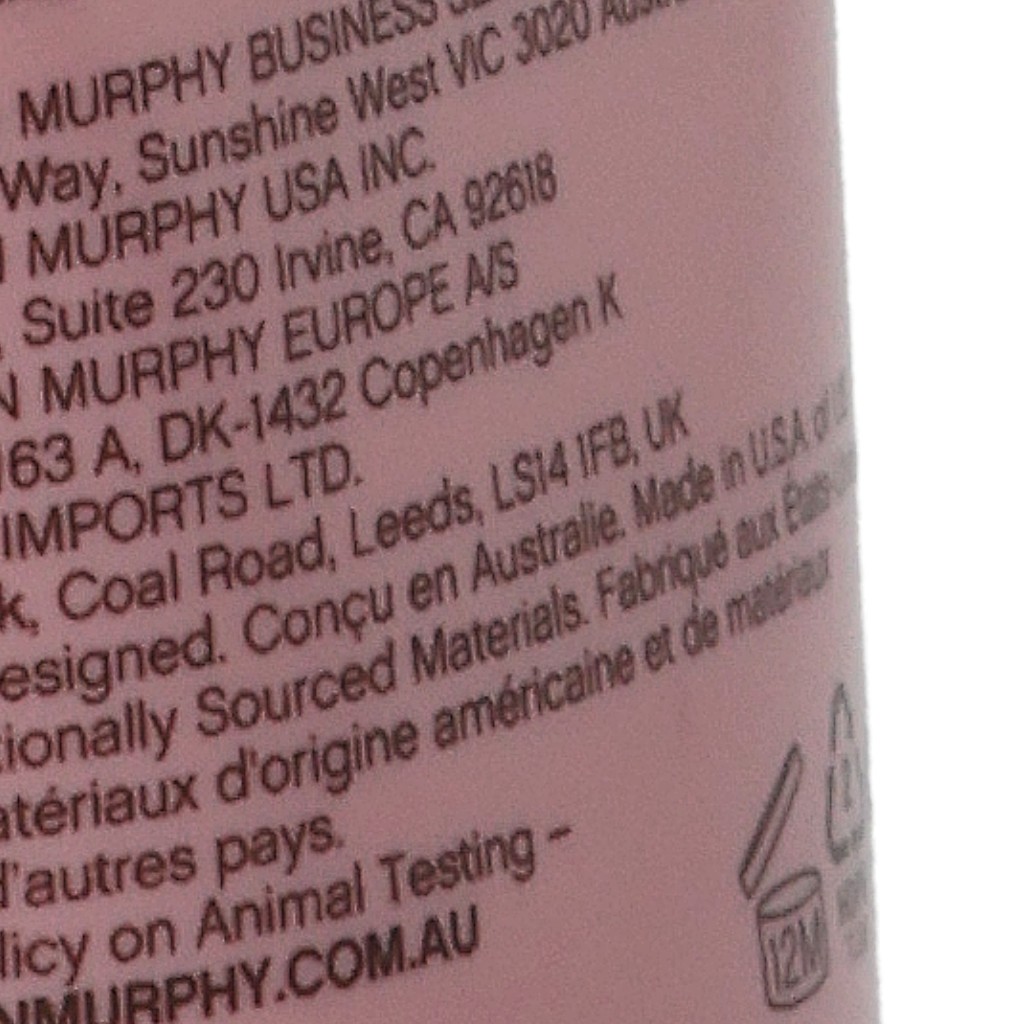 MURPHY BUSINESS
Way, Sunshine West VIC 3020
MURPHY USA INC.
Suite 230 Irvine, CA 92618
MURPHY EUROPE A/S
163 A, DK-1432 Copenhagen K
IMPORTS LTD.
k, Coal Road, Leeds, LS14 1FB, UK
esigned. Conçu en Australie. Made in U.S.A of
tionally Sourced Materials. Fabriqué aux États
atériaux d'origine américaine et de matériaux
d'autres pays.
licy on Animal Testing –
NMURPHY.COM.AU
12M